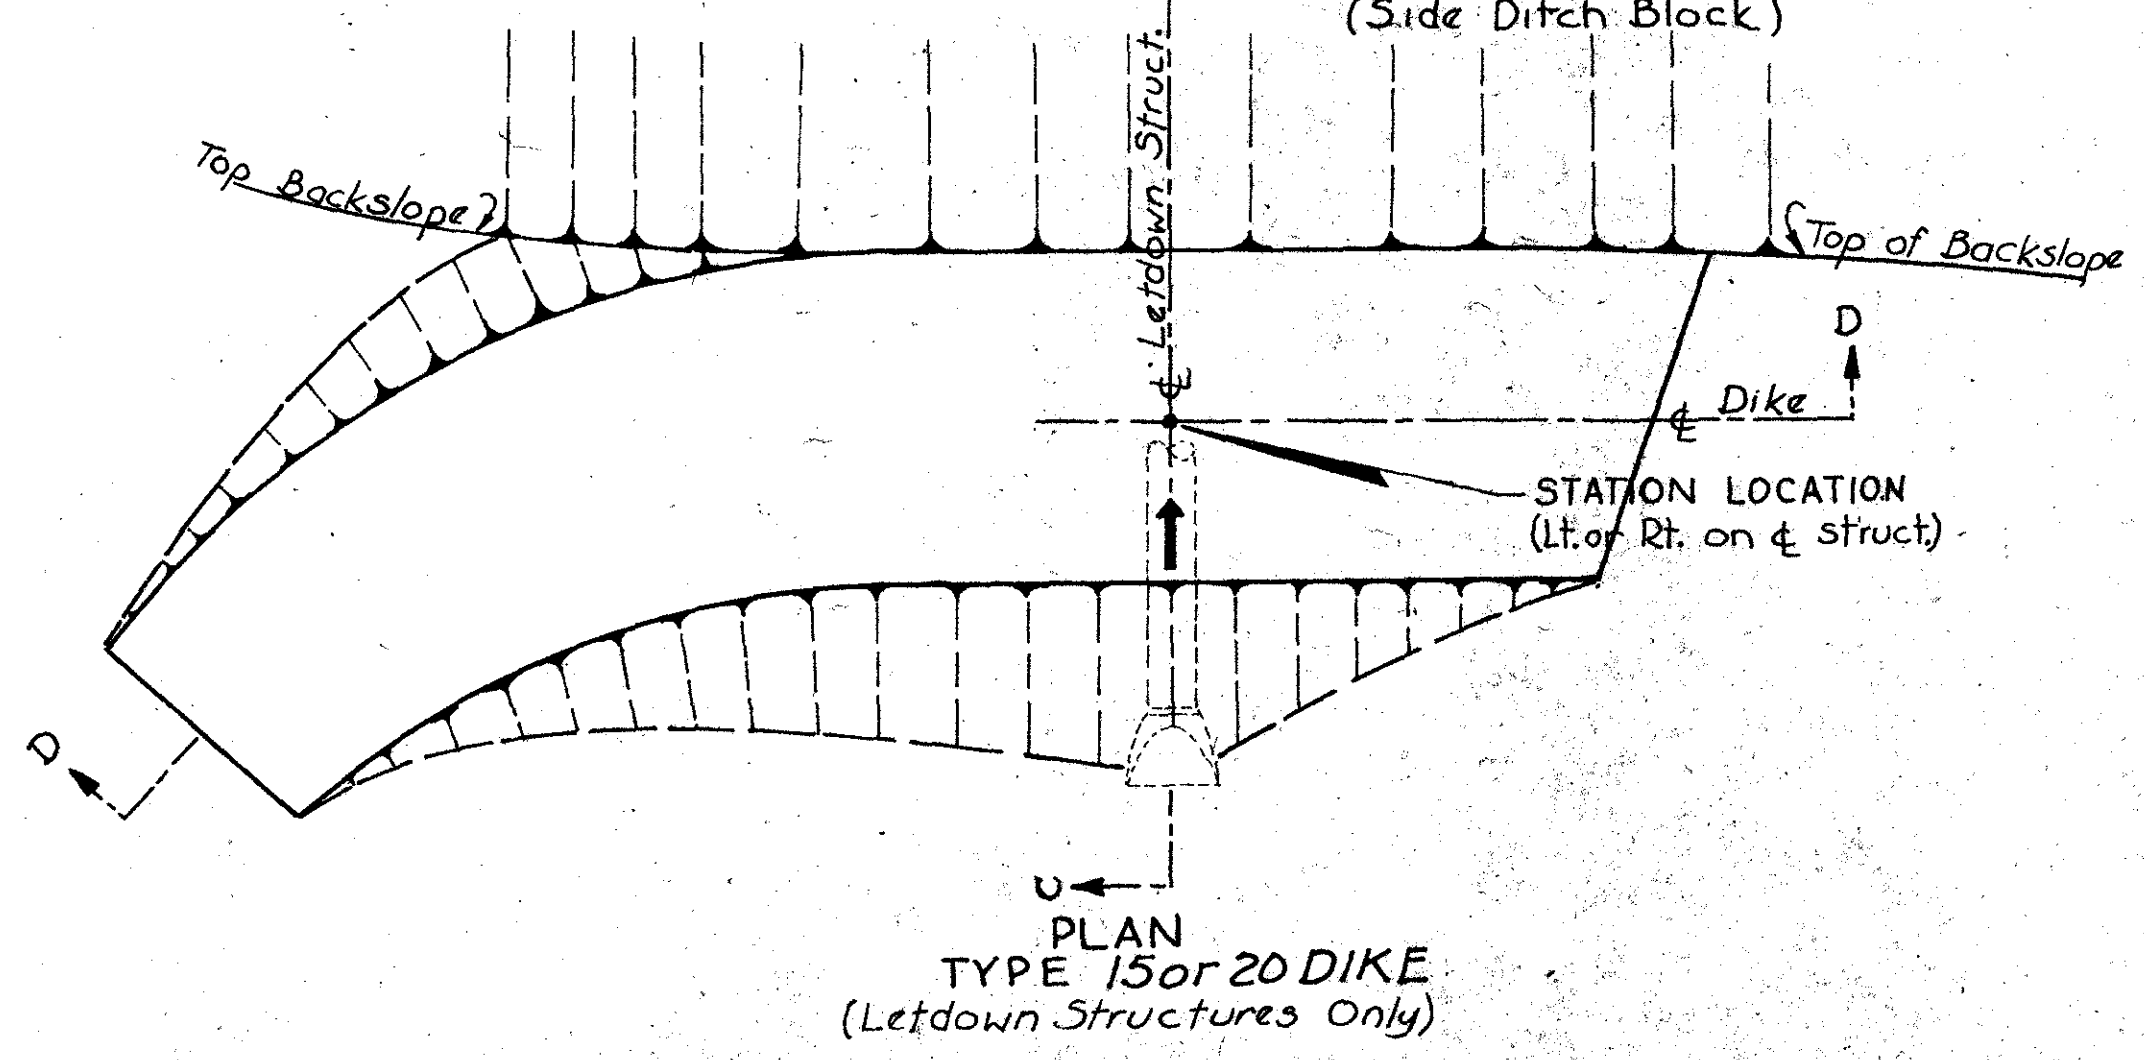 (Side Ditch Block)
Top Backslope
℄ Letdown Struct.
Top of Backslope
D
℄ Dike
STATION LOCATION
(Lt. or Rt. on ℄ struct.)
D
C
PLAN
TYPE 15 or 20 DIKE
(Letdown Structures Only)